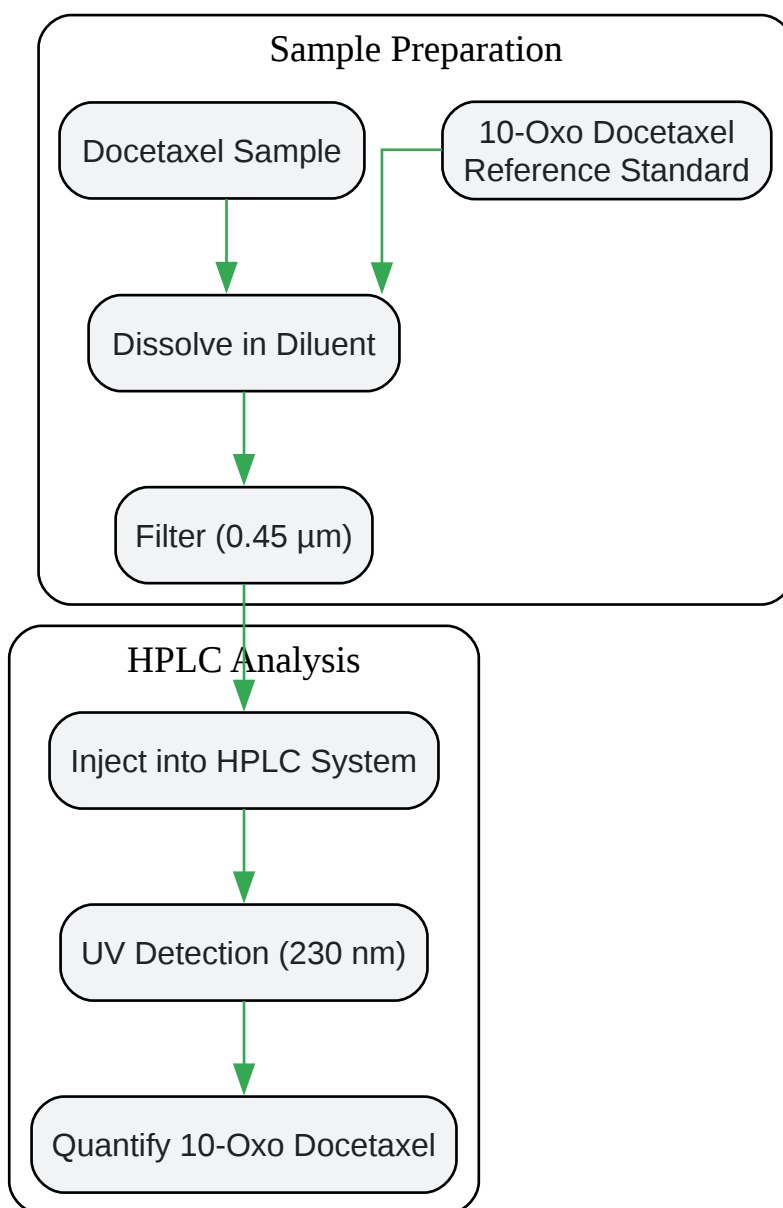 Sample Preparation
Docetaxel Sample
10-Oxo Docetaxel
Reference Standard
Dissolve in Diluent
Filter (0.45 µm)
HPLC Analysis
Inject into HPLC System
UV Detection (230 nm)
Quantify 10-Oxo Docetaxel